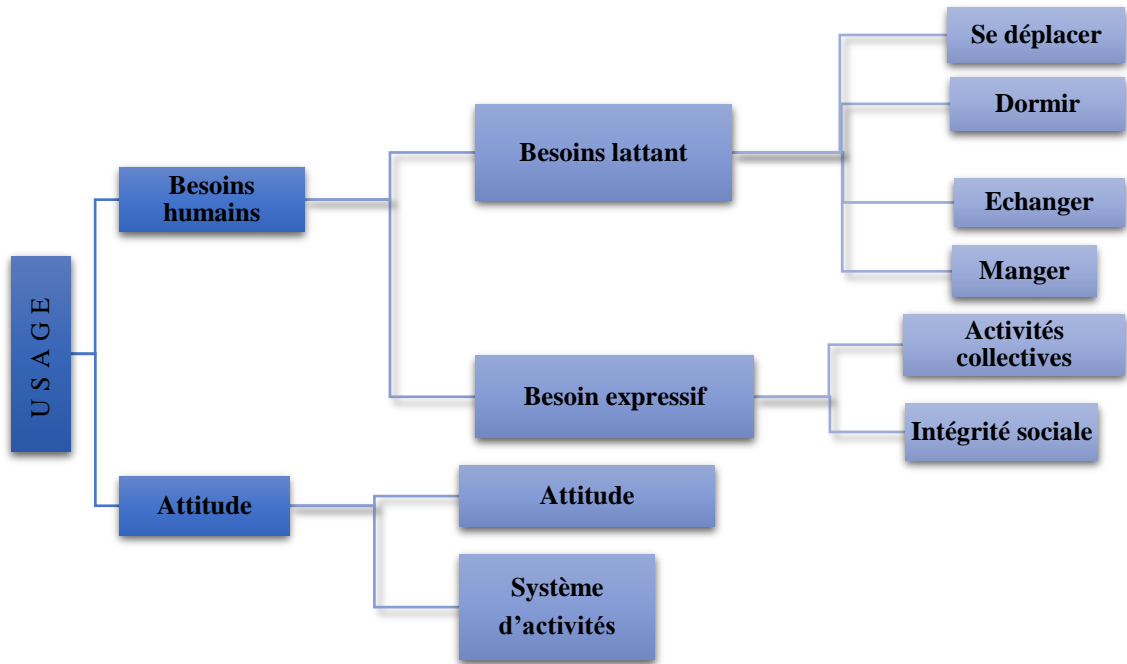 U S A G E
Besoins
humains
Besoins lattant
Se déplacer
Dormir
Echanger
Manger
Besoin expressif
Activités
collectives
Intégrité sociale
Attitude
Attitude
Système
d’activités